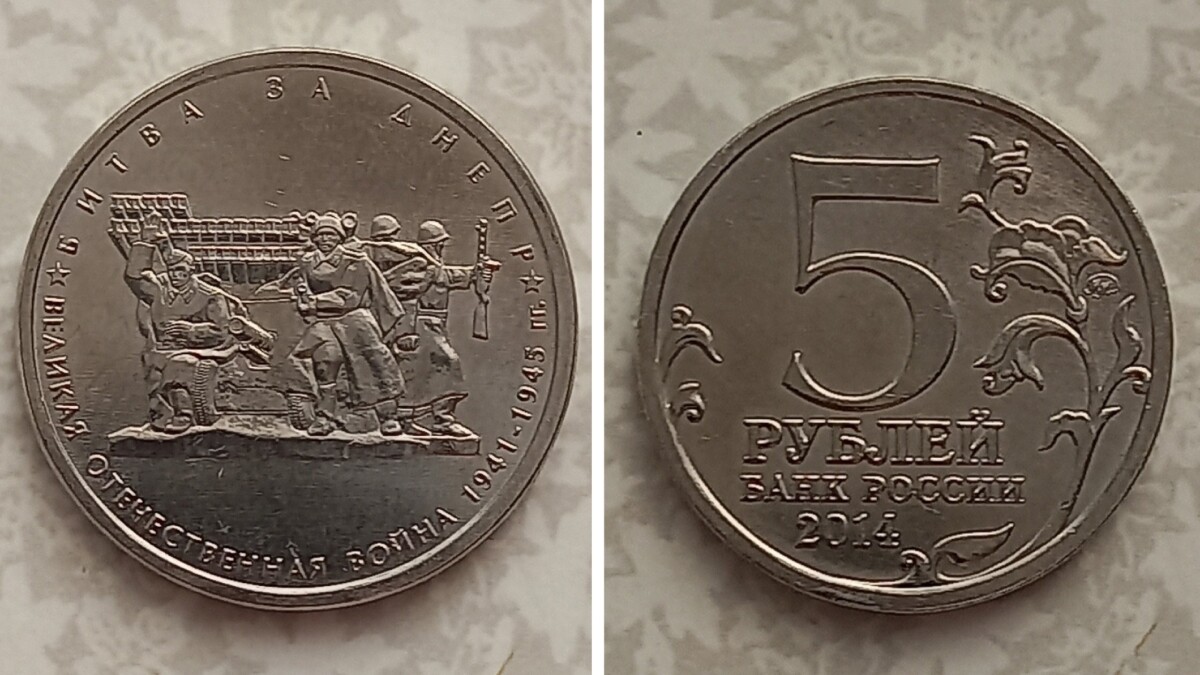 БИТВА ЗА ДНЕПР
ВЕЛИКАЯ ОТЕЧЕСТВЕННАЯ ВОЙНА 1941-1945 гг.
5
РУБЛЕЙ
БАНК РОССИИ
2014